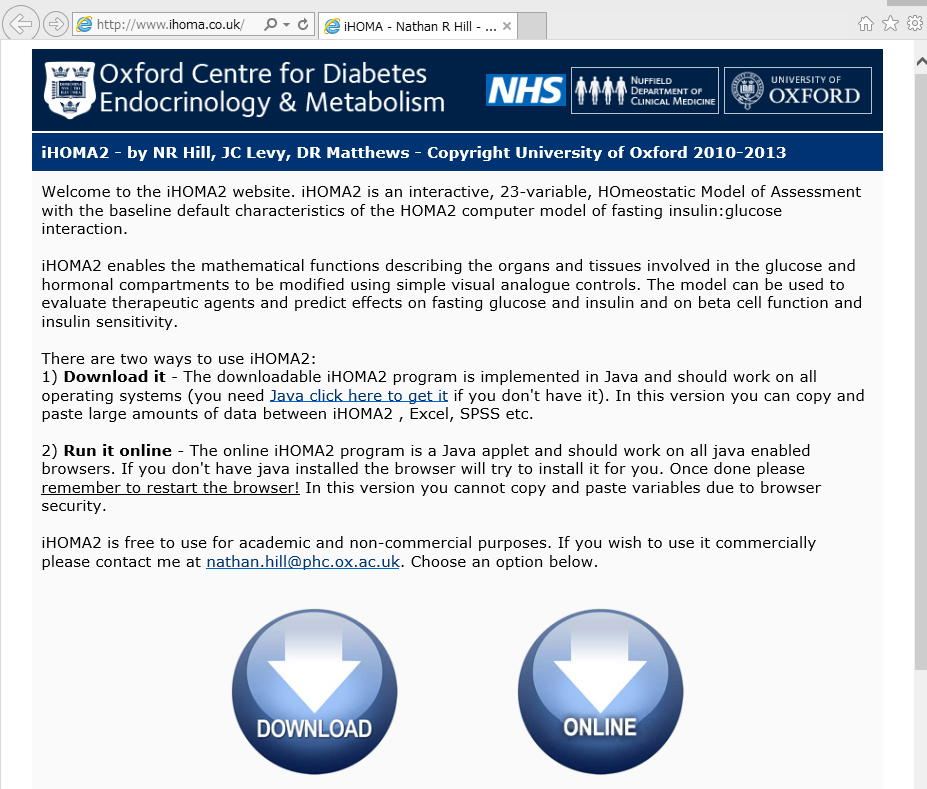 http://www.ihoma.co.uk/
iHOMA - Nathan R Hill - ...
Oxford Centre for Diabetes
Endocrinology & Metabolism
NHS
NUFFIELD
DEPARTMENT OF
CLINICAL MEDICINE
UNIVERSITY OF
OXFORD
iHOMA2 - by NR Hill, JC Levy, DR Matthews - Copyright University of Oxford 2010-2013
Welcome to the iHOMA2 website. iHOMA2 is an interactive, 23-variable, HOmeostatic Model of Assessment
with the baseline default characteristics of the HOMA2 computer model of fasting insulin:glucose
interaction.
iHOMA2 enables the mathematical functions describing the organs and tissues involved in the glucose and
hormonal compartments to be modified using simple visual analogue controls. The model can be used to
evaluate therapeutic agents and predict effects on fasting glucose and insulin and on beta cell function and
insulin sensitivity.
There are two ways to use iHOMA2:
1) Download it - The downloadable iHOMA2 program is implemented in Java and should work on all
operating systems (you need Java click here to get it if you don't have it). In this version you can copy and
paste large amounts of data between iHOMA2 , Excel, SPSS etc.
2) Run it online - The online iHOMA2 program is a Java applet and should work on all java enabled
browsers. If you don't have java installed the browser will try to install it for you. Once done please
remember to restart the browser! In this version you cannot copy and paste variables due to browser
security.
iHOMA2 is free to use for academic and non-commercial purposes. If you wish to use it commercially
please contact me at nathan.hill@phc.ox.ac.uk. Choose an option below.
DOWNLOAD
ONLINE